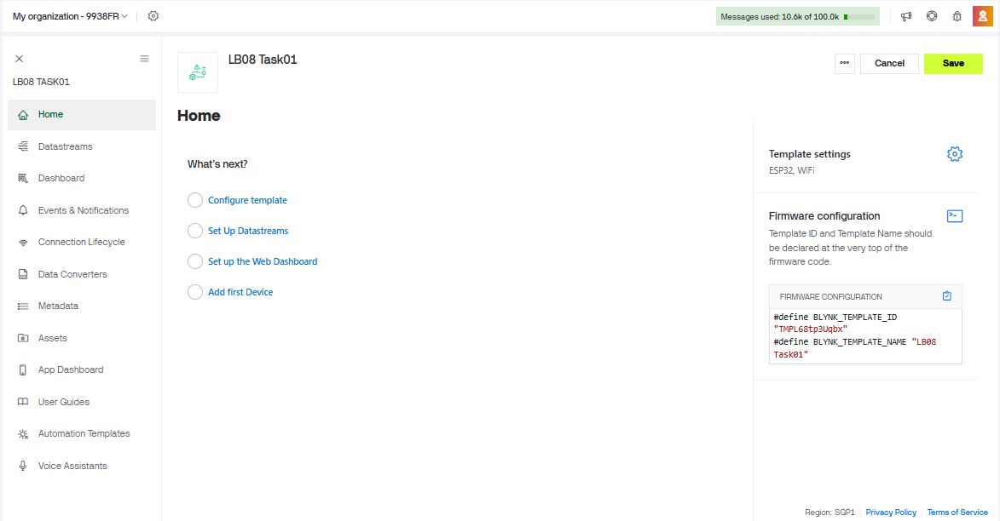 My organization - 9938FR
Messages used: 10.6k of 100.0k
LB08 TASK01
Home
Datastreams
Dashboard
Events & Notifications
Connection Lifecycle
Data Converters
Metadata
Assets
App Dashboard
User Guides
Automation Templates
Voice Assistants
LB08 Task01
Cancel
Save
Home
What's next?
Configure template
Set Up Datastreams
Set up the Web Dashboard
Add first Device
Template settings
ESP32, WiFi
Firmware configuration
Template ID and Template Name should
be declared at the very top of the
firmware code.
FIRMWARE CONFIGURATION
#define BLYNK_TEMPLATE_ID
"TMPL68tp3Uqbx"
#define BLYNK_TEMPLATE_NAME "LB08
Task01"
Region: SGP1 Privacy Policy Terms of Service